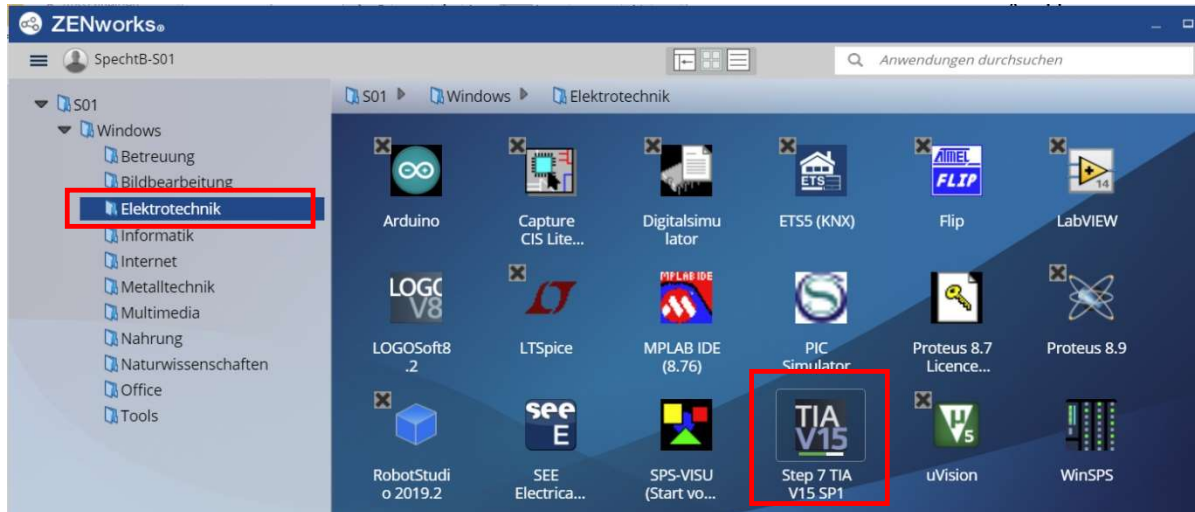 ZENworks®
SpechtB-S01
Anwendungen durchsuchen
S01
Windows
Betreuung
Bildbearbeitung
Elektrotechnik
Informatik
Internet
Metalltechnik
Multimedia
Nahrung
Naturwissenschaften
Office
Tools
S01 Windows Elektrotechnik
ETS
ATMEL
FLIP
14
Arduino
Capture
CIS Lite...
Digitalsimu
lator
ETS5 (KNX)
Flip
LabVIEW
LOGO
V8
MPLAB IDE
S
LOGOSoft8
.2
LTSpice
MPLAB IDE
(8.76)
PIC
Simulator
Proteus 8.7
Licence...
Proteus 8.9
see
E
TIA
V15
μ
V5
RobotStudi
o 2019.2
SEE
Electrica...
SPS-VISU
(Start vo...
Step 7 TIA
V15 SP1
uVision
WinSPS